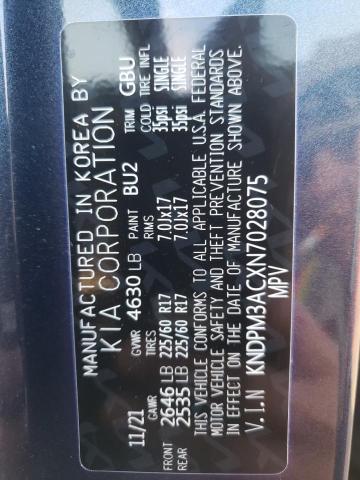 MANUFACTURED IN KOREA BY
KIA CORPORATION
11/21 GVWR 4630 LB PAINT BU2 TRIM GBU
GAWR TIRES RIMS COLD TIRE INFL
FRONT 2646 LB 225/60 R17 7.0JX17 35psi SINGLE
REAR 2535 LB 225/60 R17 7.0JX17 35psi SINGLE
THIS VEHICLE CONFORMS TO ALL APPLICABLE U.S.A. FEDERAL
MOTOR VEHICLE SAFETY AND THEFT PREVENTION STANDARDS
IN EFFECT ON THE DATE OF MANUFACTURE SHOWN ABOVE.
V.I.N KNDPM3ACXN7028075
MPV